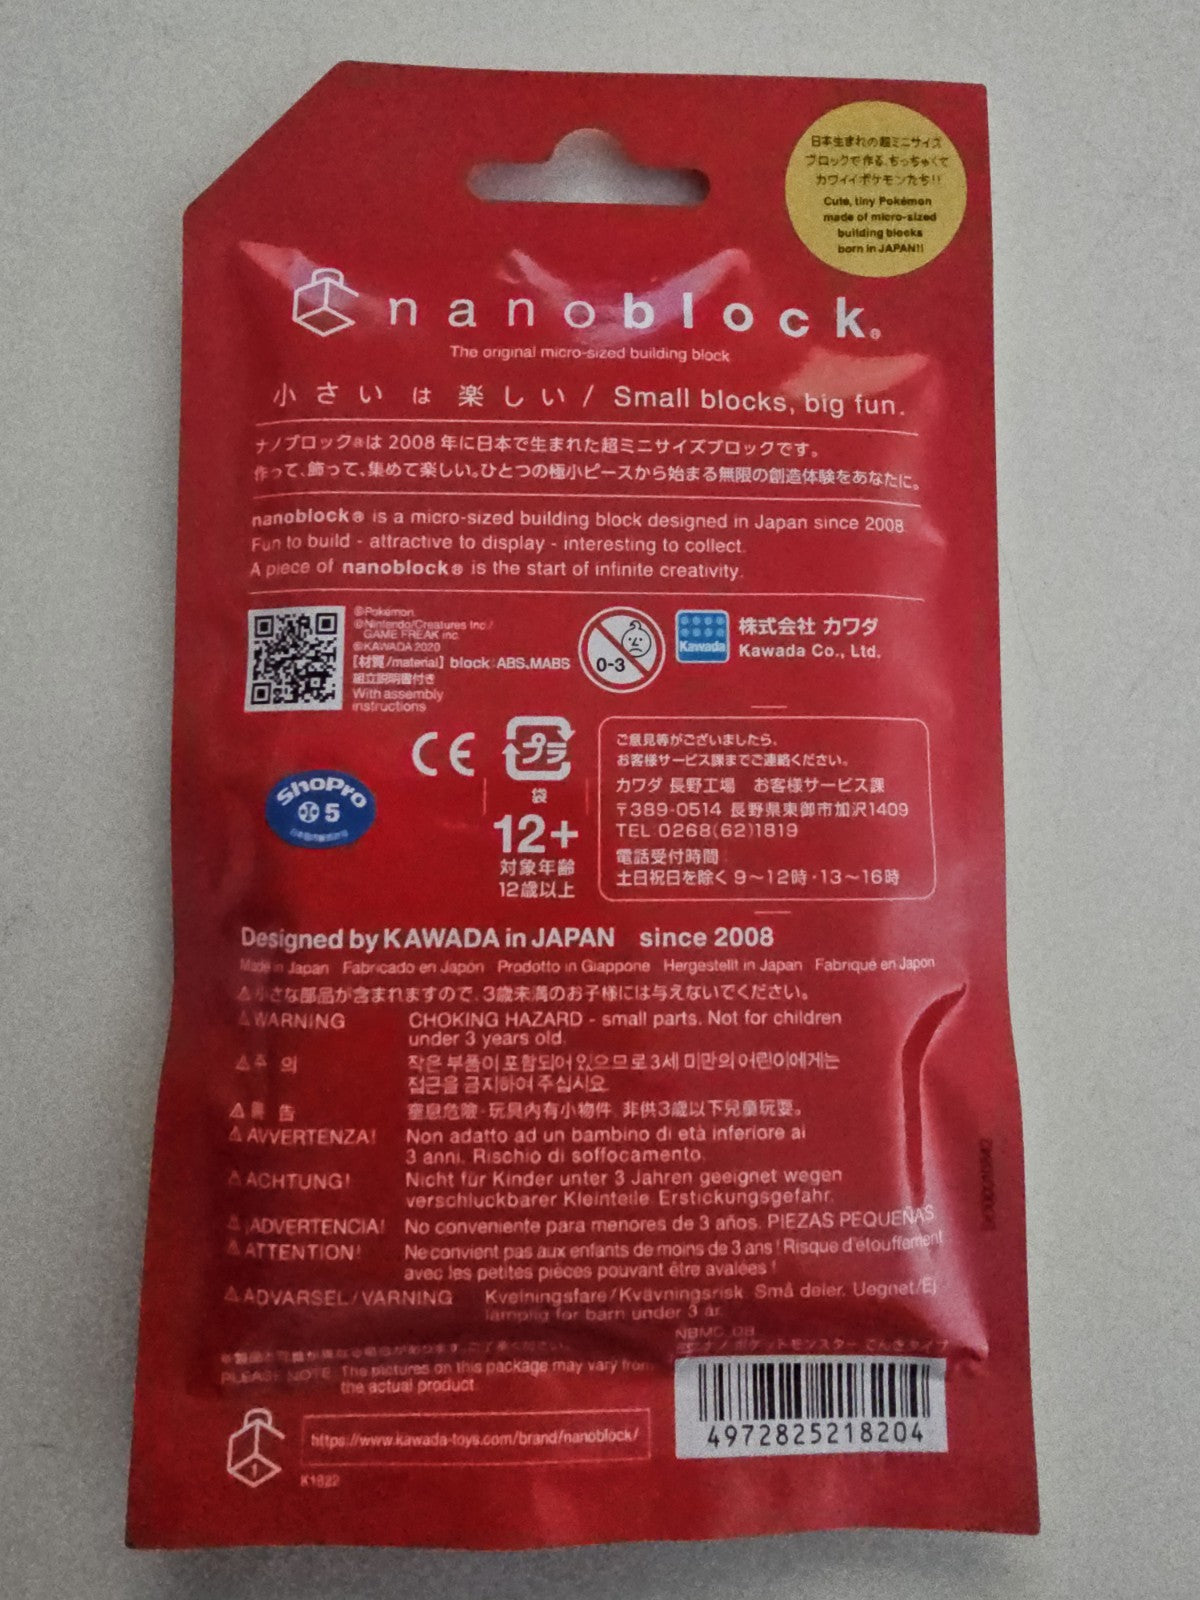 日本生まれの超ミニサイズ
ブロックで作る、ちっちゃくて
カワイイポケモンたち!!
Cute, tiny Pokémon
made of micro-sized
building blocks
born in JAPAN!!
nanoblock®
The original micro-sized building block
小さいは楽しい / Small blocks, big fun.
ナノブロック®は2008年に日本で生まれた超ミニサイズブロックです。
作って、飾って、集めて楽しい。ひとつの極小ピースから始まる無限の創造体験をあなたに。
nanoblock® is a micro-sized building block designed in Japan since 2008
Fun to build - attractive to display - interesting to collect.
A piece of nanoblock® is the start of infinite creativity.
©Pokémon.
©Nintendo/Creatures Inc./
GAME FREAK inc.
©KAWADA 2020
【材質/material】block:ABS、MABS
組立説明書付き
With assembly
instructions
0-3
Kawada
株式会社 カワダ
Kawada Co., Ltd.
CE
プラ
袋
ShoPro
5
12+
対象年齢
12歳以上
ご意見等がございましたら、
お客様サービス課までご連絡ください。
カワダ 長野工場 お客様サービス課
〒389-0514 長野県東御市加沢1409
TEL 0268(62)1819
電話受付時間
土日祝日を除く 9～12時・13～16時
Designed by KAWADA in JAPAN since 2008
Made in Japan Fabricado en Japón Prodotto in Giappone Hergestellt in Japan Fabriqué en Japon
⚠小さな部品が含まれますので、3歳未満のお子様には与えないでください。
⚠WARNING CHOKING HAZARD - small parts. Not for children
under 3 years old.
⚠주 의 작은 부품이 포함되어 있으므로 3세 미만의 어린이에게는
접근을 금지하여 주십시오.
⚠警 告 窒息危險-玩具內有小物件, 非供3歲以下兒童玩耍。
⚠AVVERTENZA! Non adatto ad un bambino di età inferiore ai
3 anni. Rischio di soffocamento.
⚠ACHTUNG! Nicht für Kinder unter 3 Jahren geeignet wegen
verschluckbarer Kleinteile. Erstickungsgefahr.
⚠¡ADVERTENCIA! No conveniente para menores de 3 años. PIEZAS PEQUEÑAS
⚠ATTENTION! Ne convient pas aux enfants de moins de 3 ans! Risque d'étouffement
avec les petites pièces pouvant être avalées!
⚠ADVARSEL/VARNING Kvelningsfare/Kvävningsrisk. Små deler. Uegnet/Ej
lämplig for barn under 3 år.
NBMC_08
ポケットモンスター でんきタイプ
PLEASE NOTE: The pictures on this package may vary from
the actual product.
https://www.kawada-toys.com/brand/nanoblock/
1
K1822
4972825218204